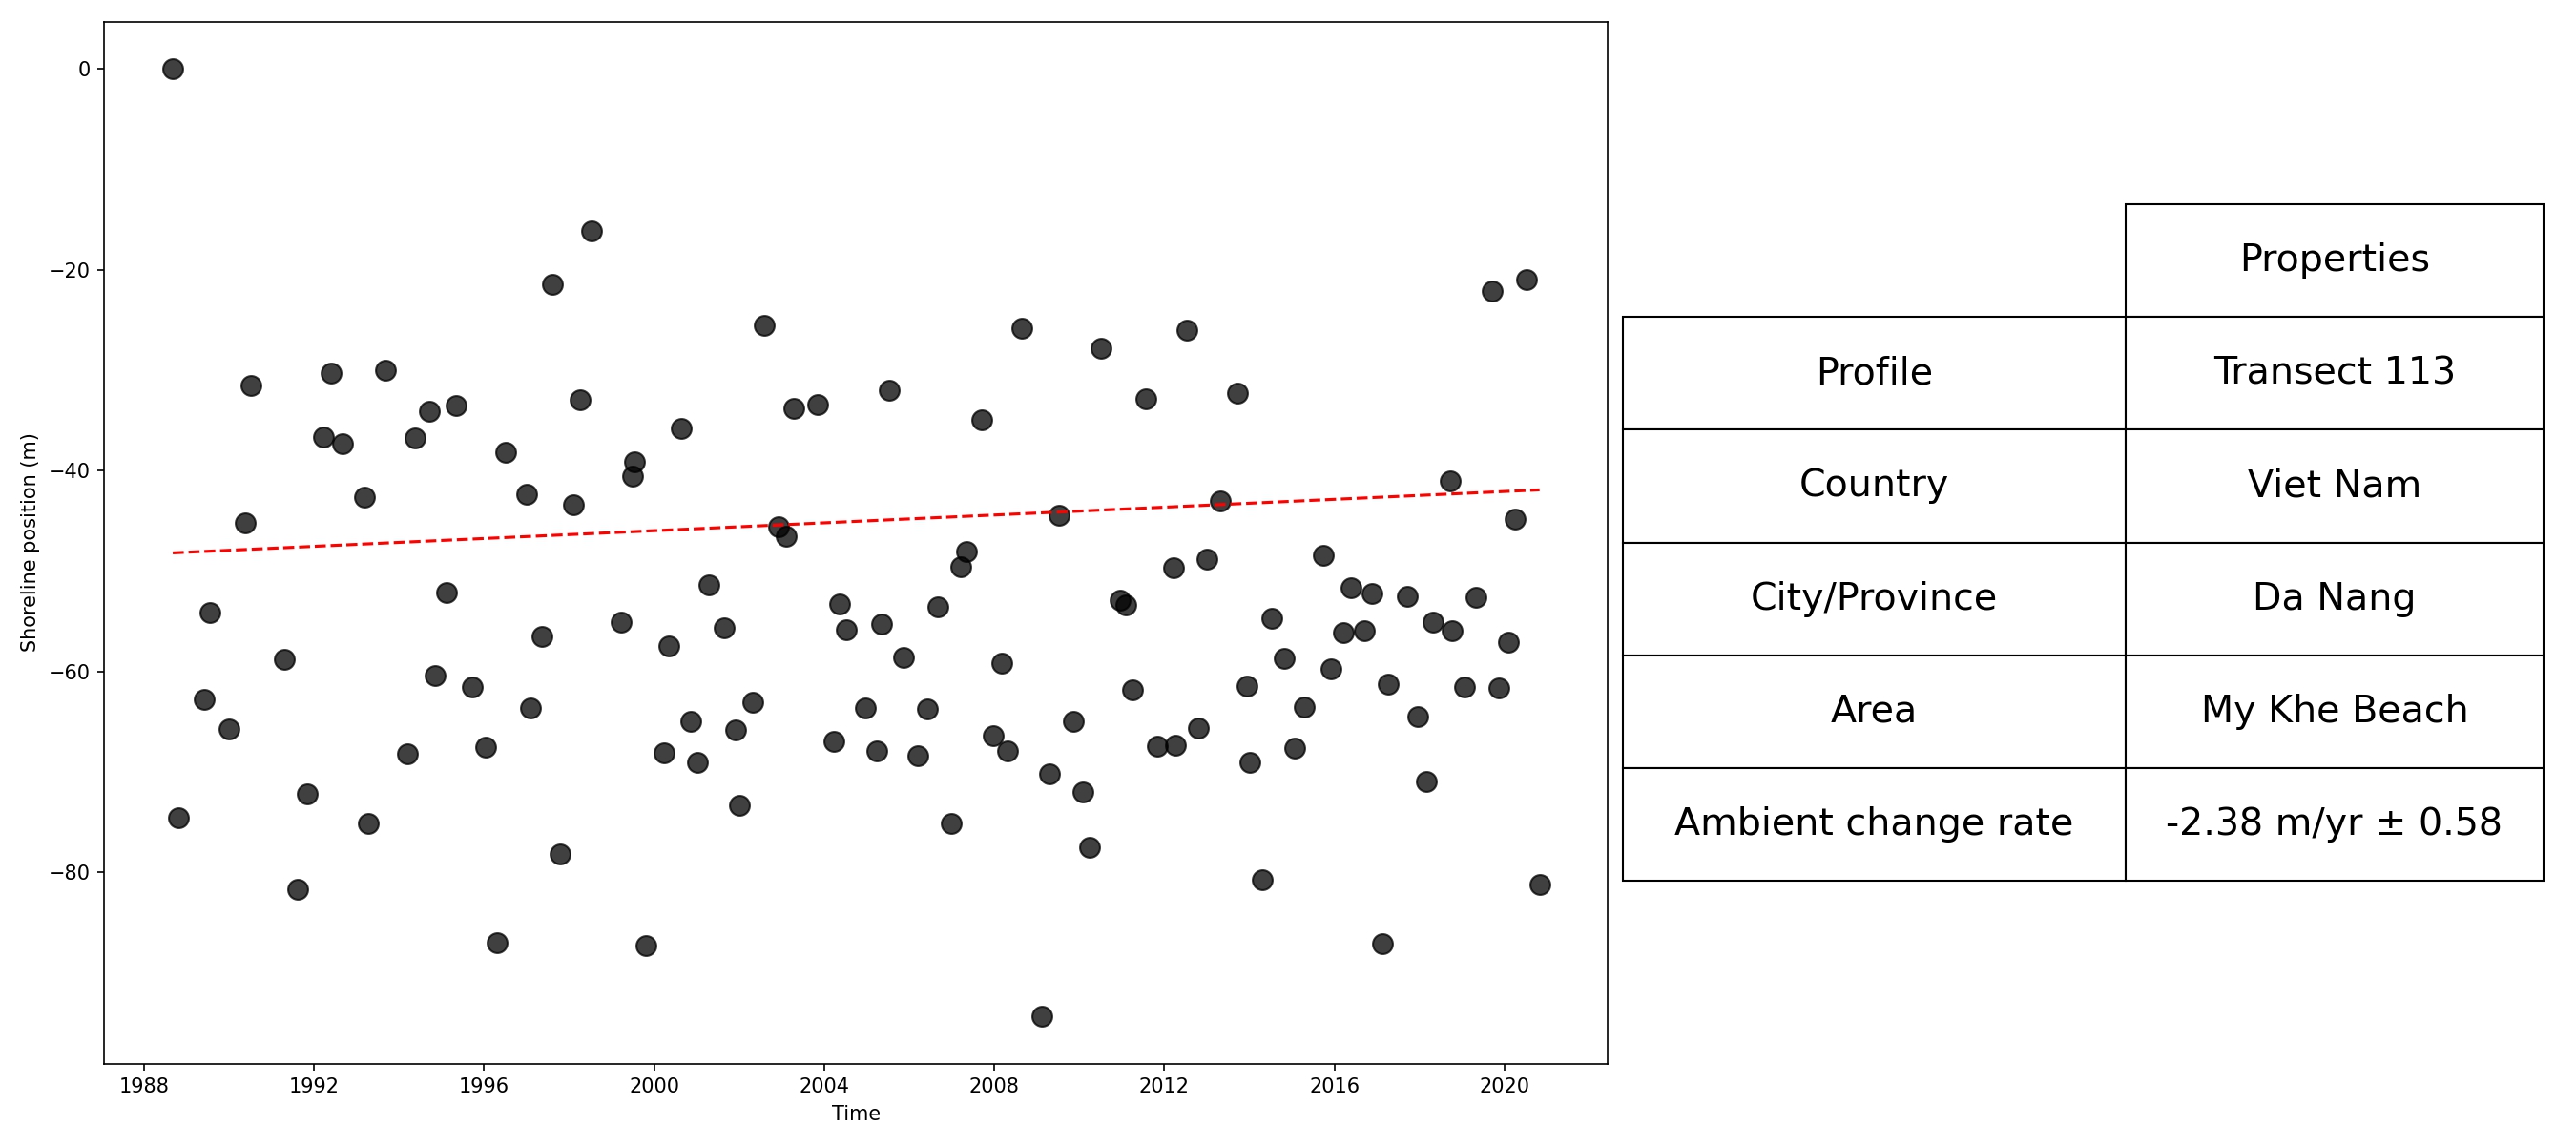 0
−20
−40
−60
−80
Shoreline position (m)
1988 1992 1996 2000 2004 2008 2012 2016 2020
Time
Properties
Profile Transect 113
Country Viet Nam
City/Province Da Nang
Area My Khe Beach
Ambient change rate -2.38 m/yr ± 0.58